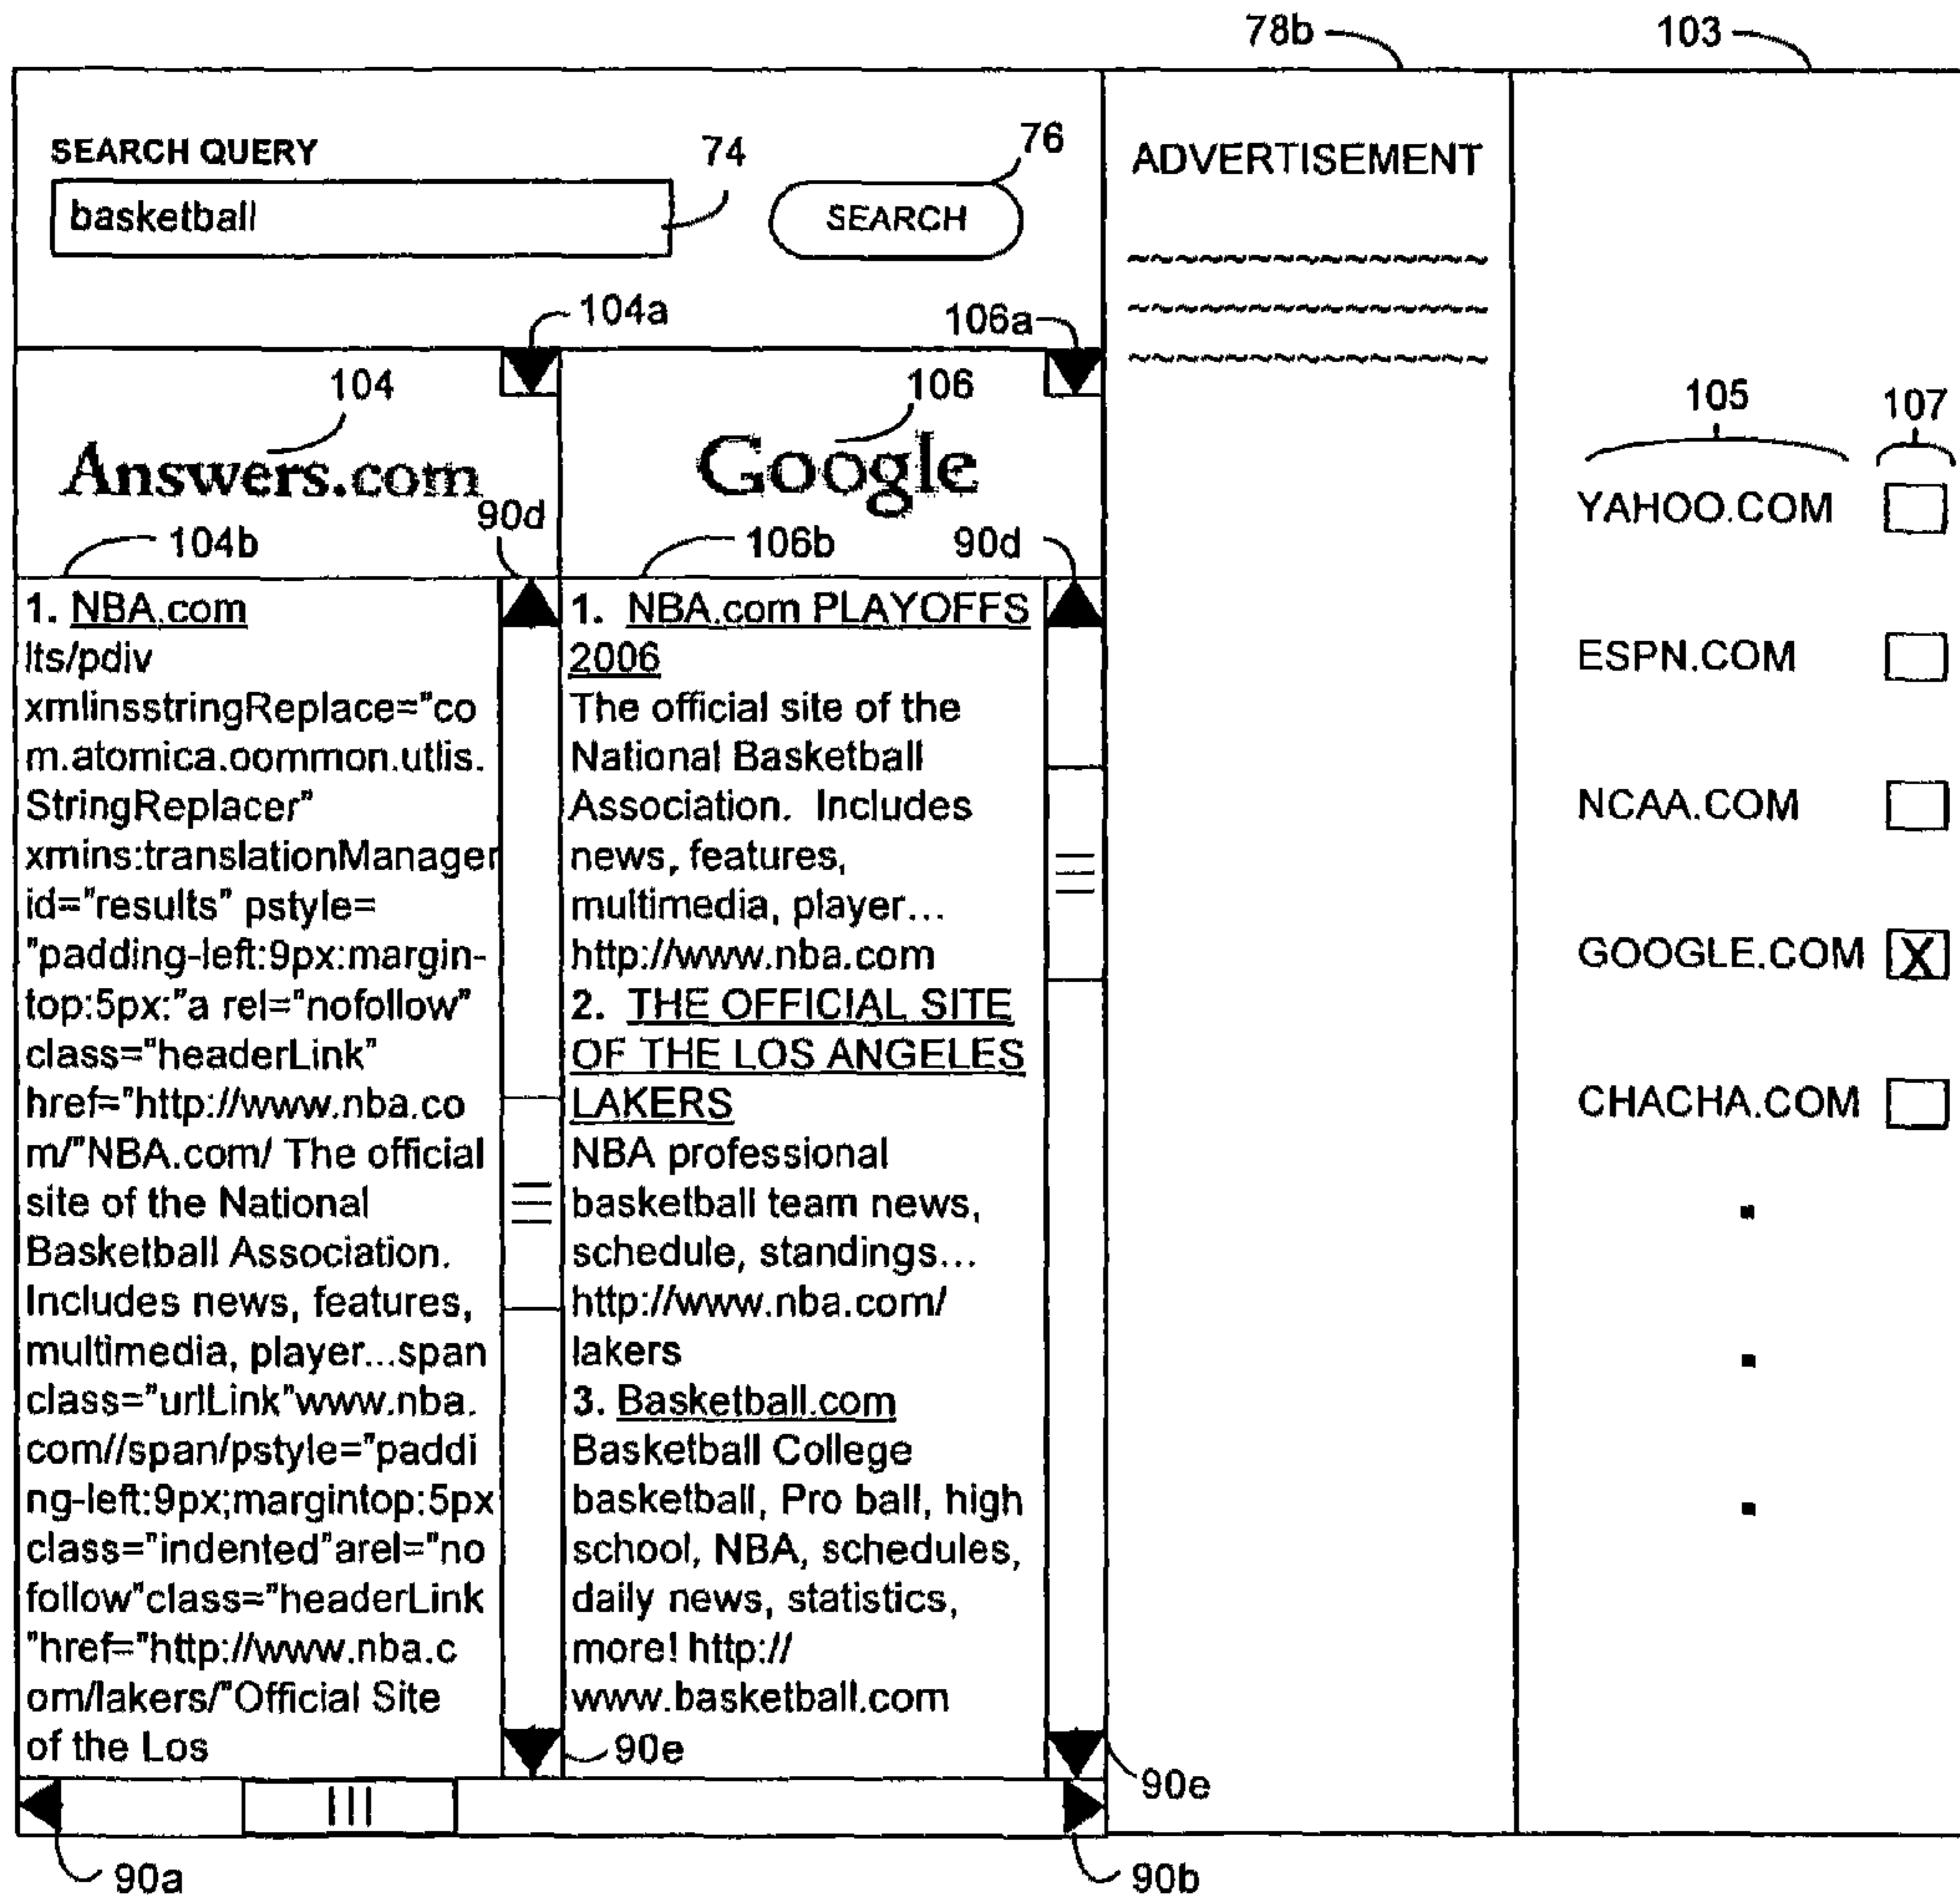 78b
103
SEARCH QUERY
74
76
basketball
SEARCH
104a
106a
ADVERTISEMENT
104
106
Answers.com
Google
90d
104b
106b
90d
1. NBA.com
lts/pdiv
xmlinsstringReplace="co
m.atomica.oommon.utlis.
StringReplacer"
xmins:translationManager
id="results" pstyle=
"padding-left:9px:margin-
top:5px:"a rel="nofollow"
class="headerLink"
href="http://www.nba.co
m/"NBA.com/ The official
site of the National
Basketball Association.
Includes news, features,
multimedia, player...span
class="urlLink"www.nba.
com//span/pstyle="paddi
ng-left:9px;margintop:5px
class="indented"arel="no
follow"class="headerLink
"href="http://www.nba.c
om/lakers/"Official Site
of the Los
1. NBA.com PLAYOFFS
2006
The official site of the
National Basketball
Association. Includes
news, features,
multimedia, player...
http://www.nba.com
2. THE OFFICIAL SITE
OF THE LOS ANGELES
LAKERS
NBA professional
basketball team news,
schedule, standings...
http://www.nba.com/
lakers
3. Basketball.com
Basketball College
basketball, Pro ball, high
school, NBA, schedules,
daily news, statistics,
more! http://
www.basketball.com
90e
90e
90a
90b
105
107
YAHOO.COM
ESPN.COM
NCAA.COM
GOOGLE.COM X
CHACHA.COM